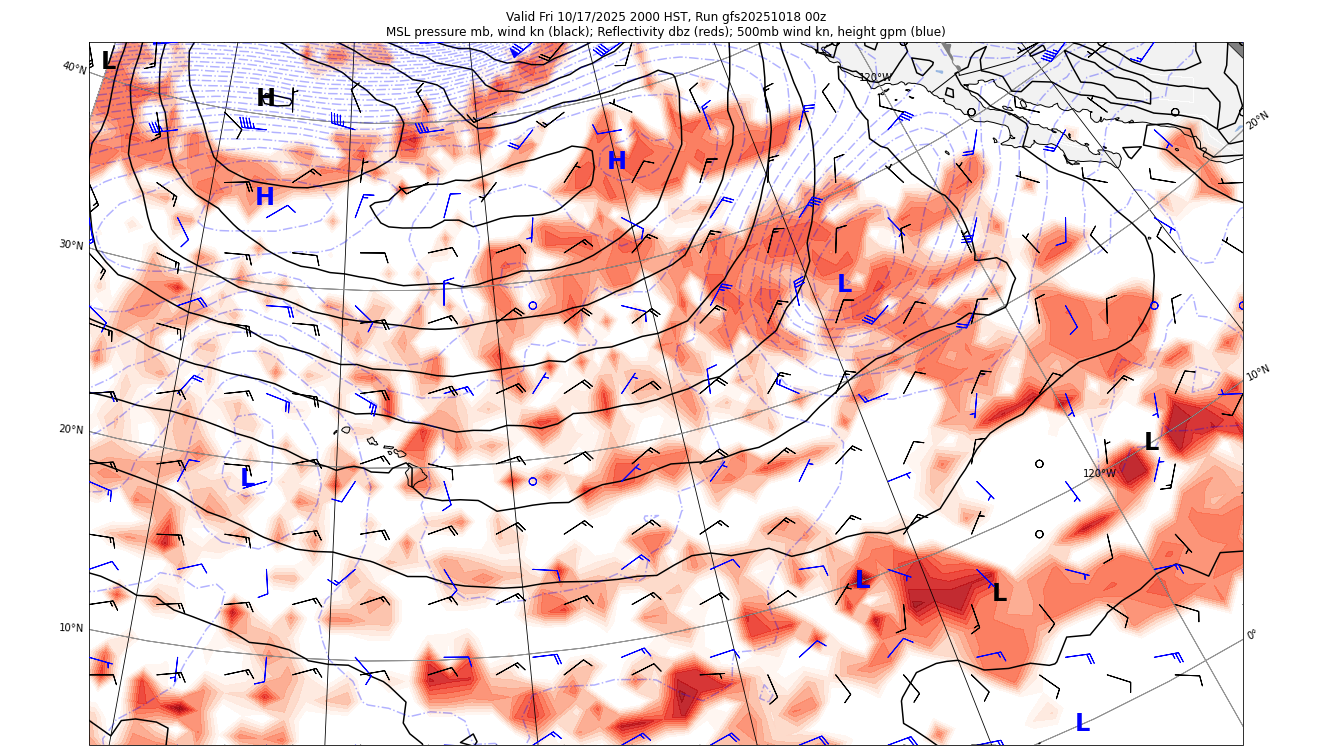 Valid Fri 10/17/2025 2000 HST, Run gfs20251018 00z
MSL pressure mb, wind kn (black); Reflectivity dbz (reds); 500mb wind kn, height gpm (blue)
L
40°N
120°W
H
20°N
H
H
30°N
L
10°N
20°N
L
L
120°W
L
L
L
10°N
0°
L